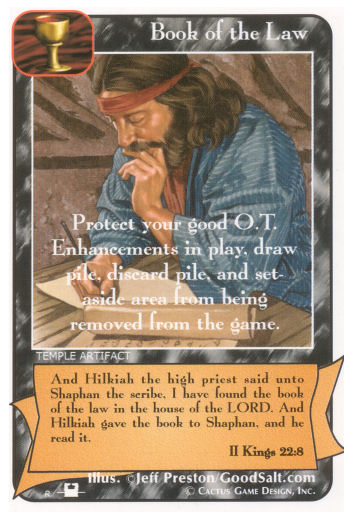 Book of the Law
Protect your good O.T.
Enhancements in play, draw
pile, discard pile, and set-
aside area from being
removed from the game.
TEMPLE ARTIFACT
And Hilkiah the high priest said unto
Shaphan the scribe, I have found the book
of the law in the house of the LORD. And
Hilkiah gave the book to Shaphan, and he
read it.
II Kings 22:8
Illus. ©Jeff Preston/GoodSalt.com
R
© CACTUS GAME DESIGN, INC.